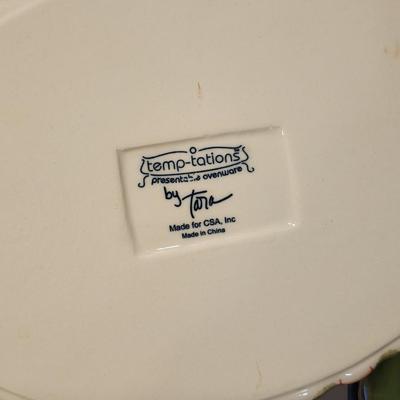 temp-tations
presentable ovenware
by Tara
Made for CSA, Inc
Made in China